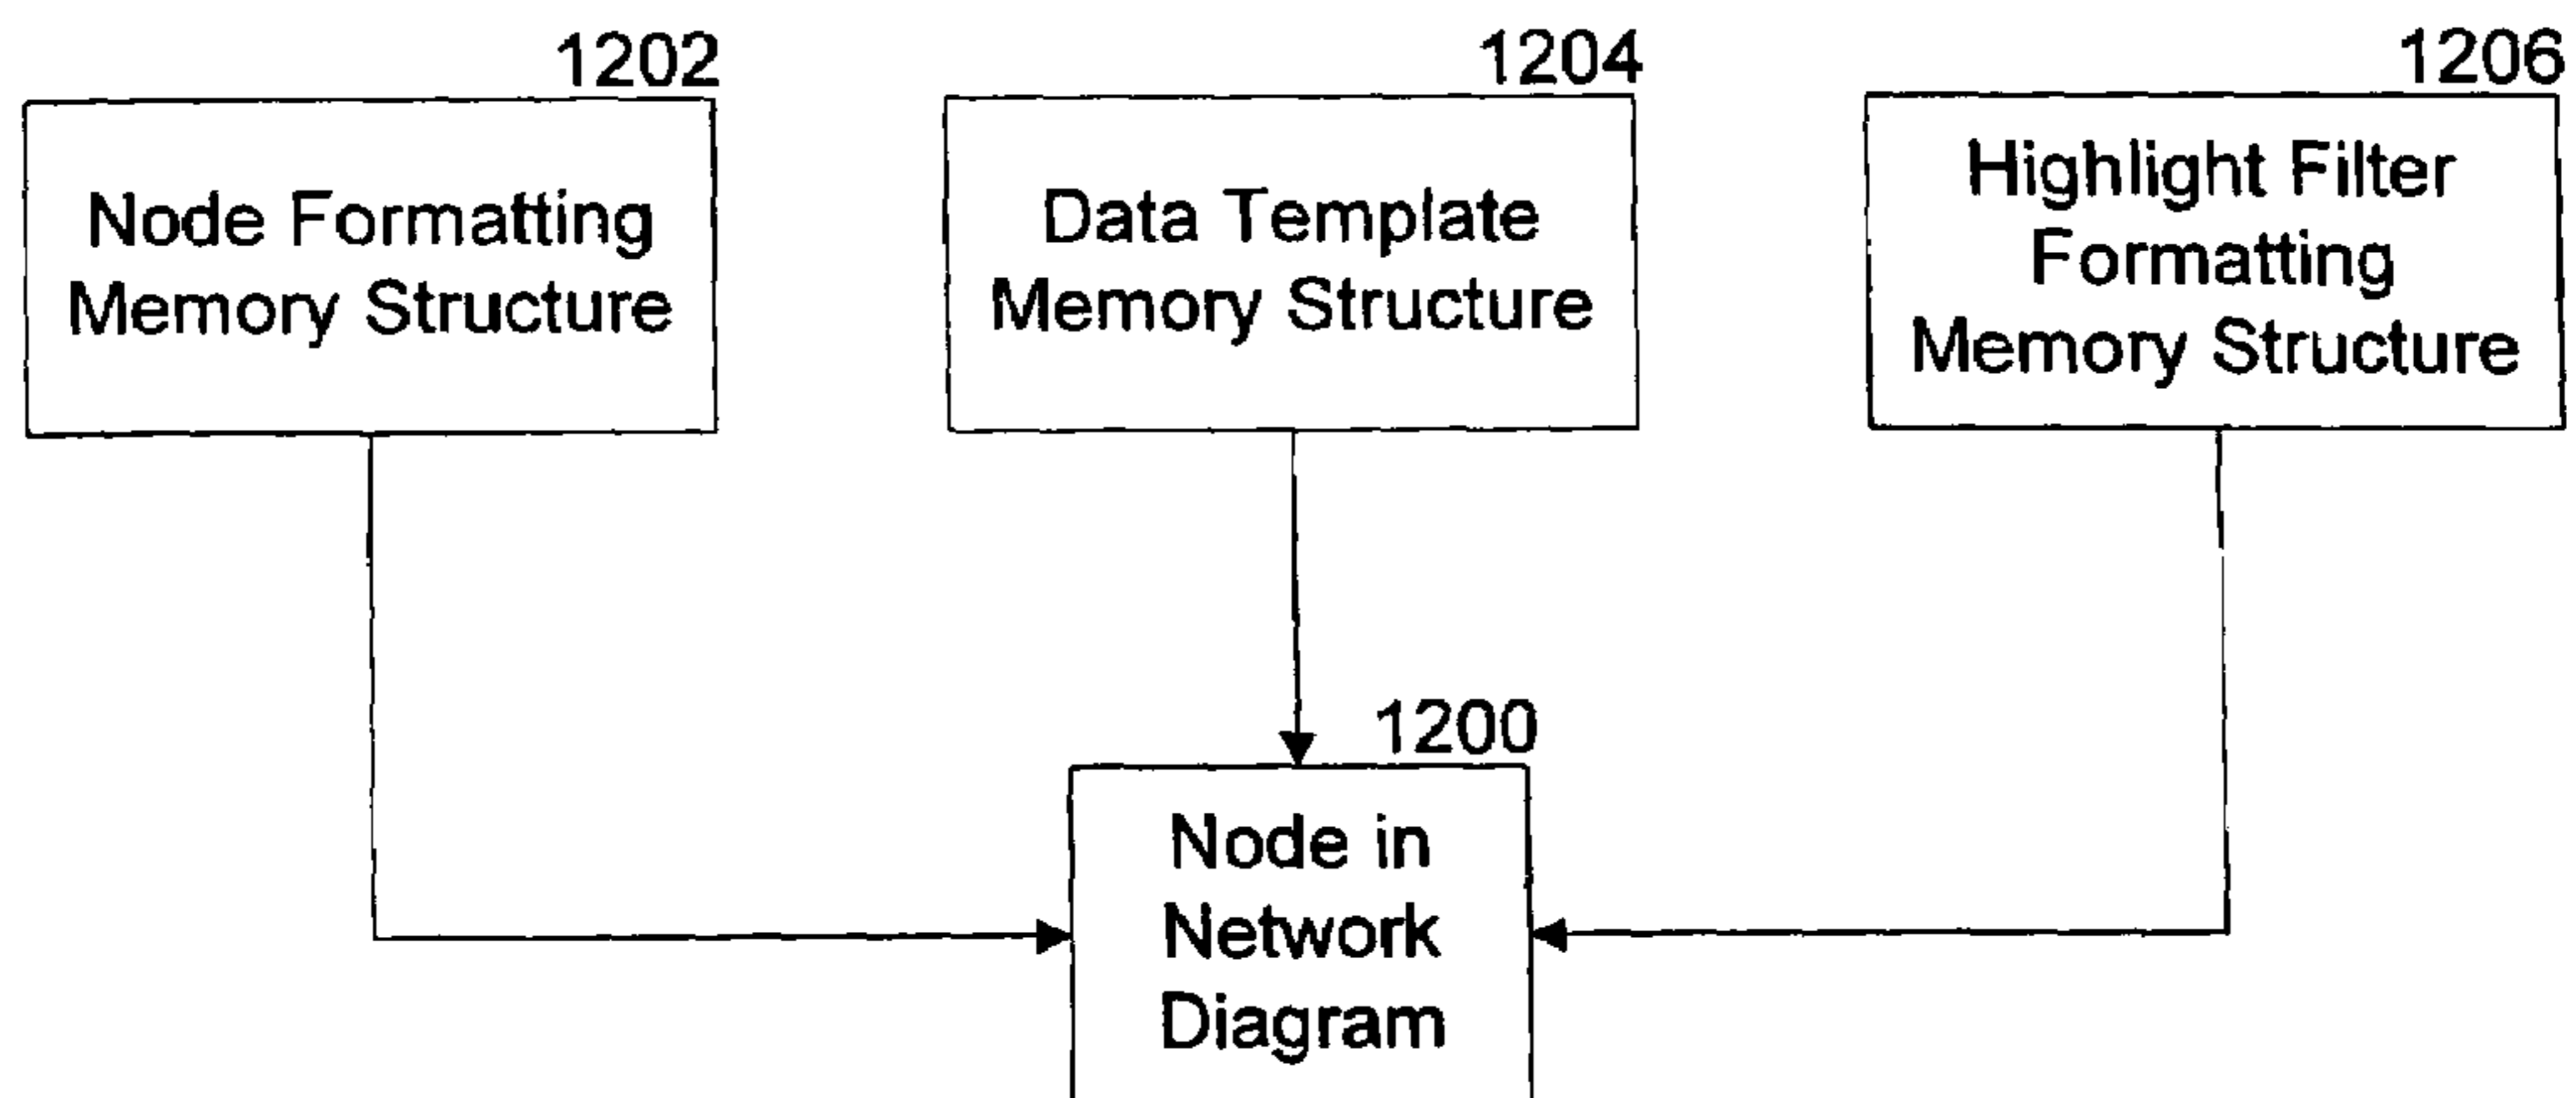 1202
1204
1206
Node Formatting
Memory Structure
Data Template
Memory Structure
Highlight Filter
Formatting
Memory Structure
1200
Node in
Network
Diagram